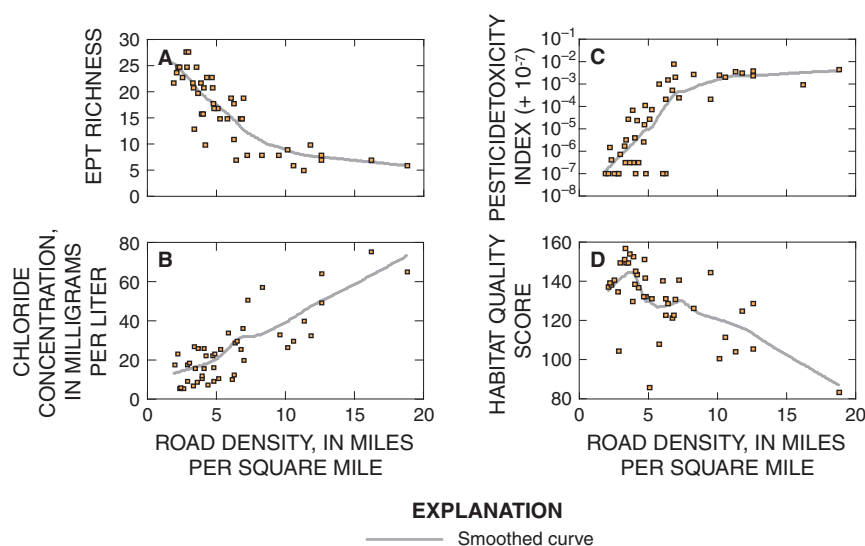 A
EPT RICHNESS
30
25
20
15
10
5
0
C
PESTICIDETOXICITY
INDEX (+ 10-7)
10–1
10–2
10–3
10–4
10–5
10–6
10–7
10–8
B
CHLORIDE
CONCENTRATION,
IN MILLIGRAMS
PER LITER
80
60
40
20
0
0 5 10 15 20
ROAD DENSITY, IN MILES
PER SQUARE MILE
D
HABITAT QUALITY
SCORE
160
140
120
100
80
0 5 10 15 20
ROAD DENSITY, IN MILES
PER SQUARE MILE
EXPLANATION
Smoothed curve